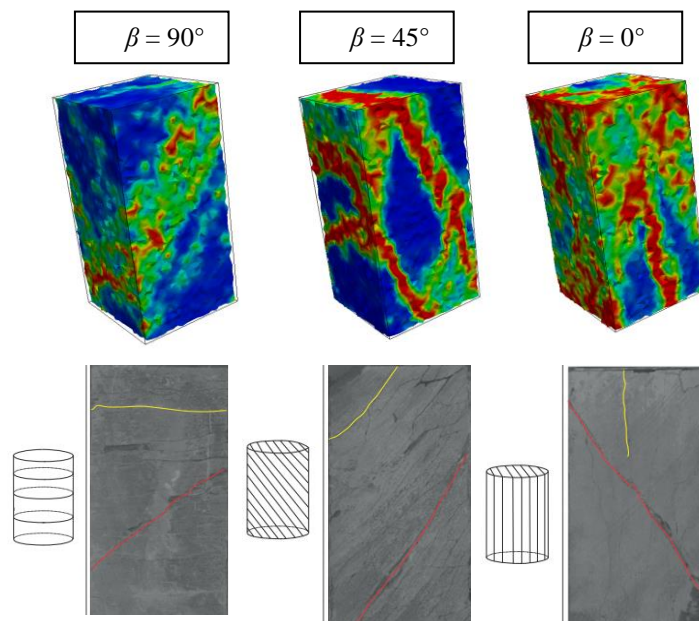 β = 90°
β = 45°
β = 0°